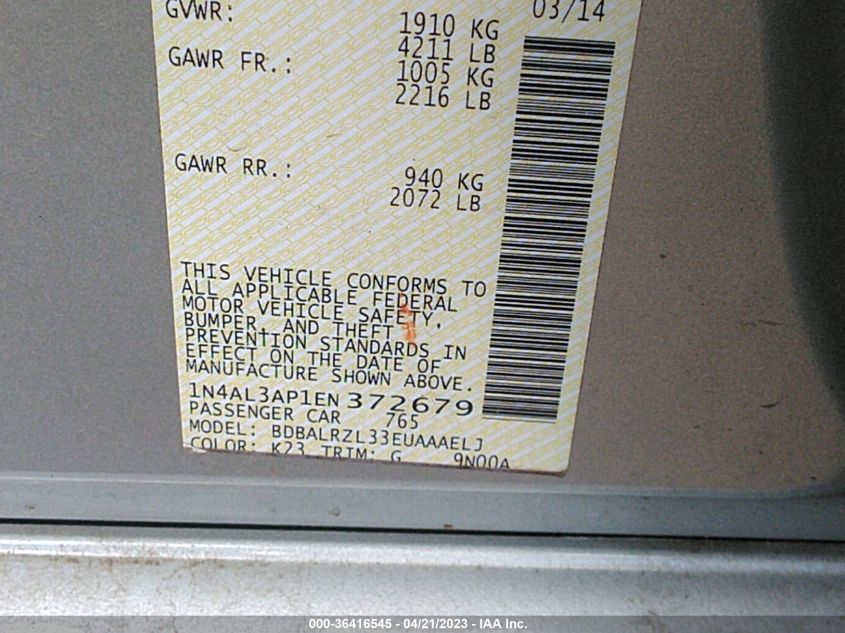 GVWR: 1910 KG 03/14
4211 LB
GAWR FR.: 1005 KG
2216 LB
GAWR RR.: 940 KG
2072 LB
THIS VEHICLE CONFORMS TO
ALL APPLICABLE FEDERAL
MOTOR VEHICLE SAFETY,
BUMPER, AND THEFT
PREVENTION STANDARDS IN
EFFECT ON THE DATE OF
MANUFACTURE SHOWN ABOVE.
1N4AL3AP1EN372679
PASSENGER CAR 765
MODEL: BDBALRZL33EUAAAELJ
COLOR: K23 TRIM: G 9N00A
000-36416545 - 04/21/2023 - IAA Inc.